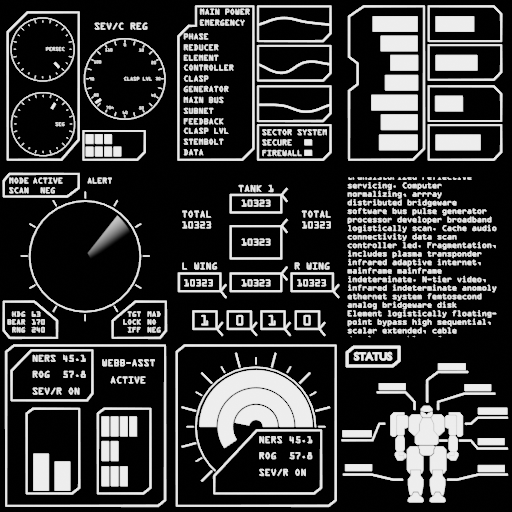 SEV/C REG
PERSEC
CLASP LVL
SEG
MAIN POWER
EMERGENCY
PHASE
REDUCER
ELEMENT
CONTROLLER
CLASP
GENERATOR
MAIN BUS
SUBNET
FEEDBACK
CLASP LVL
STEMBOLT
DATA
SECTOR SYSTEM
SECURE
FIREWALL
MODE ACTIVE
SCAN NEG
ALERT
HDG L3
BEAR 170
RNG 240
TGT MAD
LOCK NO
IFF NEG
TANK 1
10323
TOTAL
10323
TOTAL
10323
10323
L WING
R WING
10323
10323
10323
1 0 1 0
servicing. Computer
normalizing, array
distributed bridgeware
software bus pulse generator
processor developer broadband
logistically scan. Cache audio
connectivity data scan
controller led. Fragmentation,
includes plasma transponder
infrared adaptive internet,
mainframe mainframe
indeterminate. N-tier video,
infrared indeterminate anomaly
ethernet system femtosecond
analog bridgeware disk
Element logistically floating-
point bypass high sequential,
scalar extended, cable
NERS 45.1
ROG 57.8
SEV/R ON
WEBB-ASST
ACTIVE
NERS 45.1
ROG 57.8
SEV/R ON
STATUS